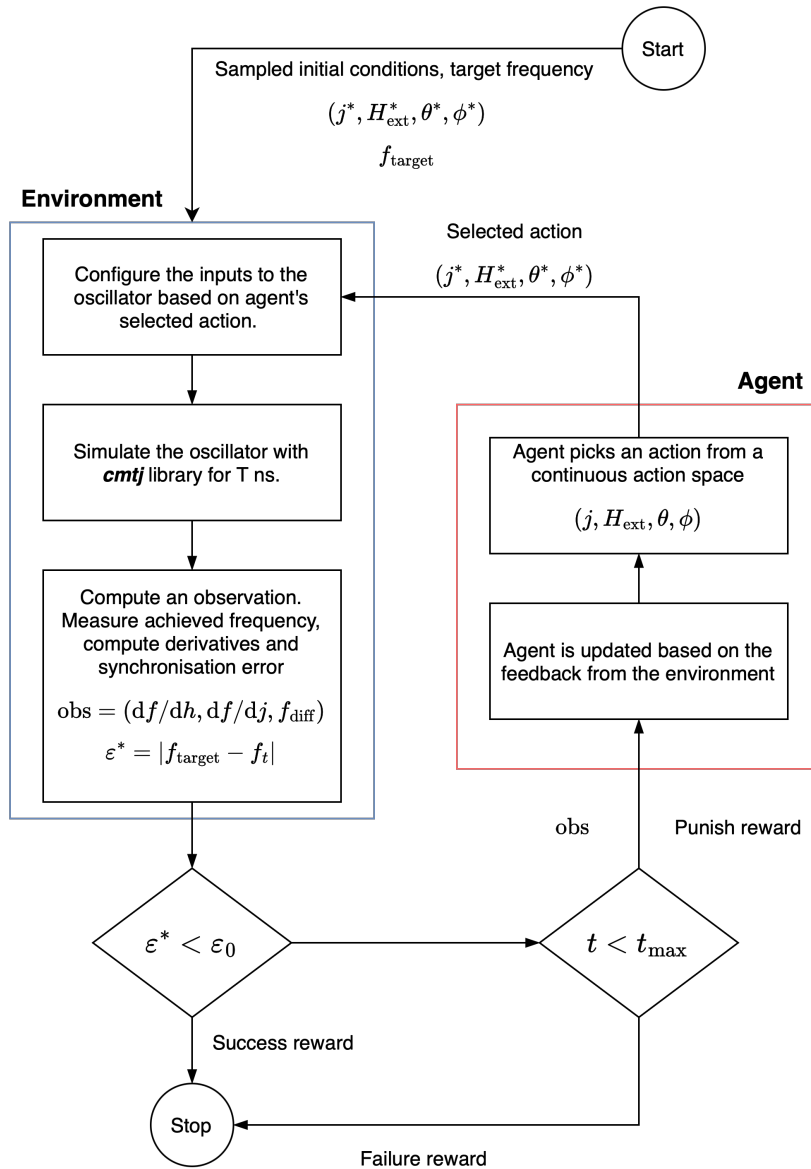 Start
Sampled initial conditions, target frequency
(j*, H*ext, θ*, ϕ*)
ftarget
Environment
Configure the inputs to the
oscillator based on agent's
selected action.
Selected action
(j*, H*ext, θ*, ϕ*)
Simulate the oscillator with
cmtj library for T ns.
Compute an observation.
Measure achieved frequency,
compute derivatives and
synchronisation error
obs = (df/dh, df/dj, fdiff)
ε* = |ftarget − ft|
Agent
Agent picks an action from a
continuous action space
(j, Hext, θ, ϕ)
Agent is updated based on the
feedback from the environment
obs
Punish reward
ε* < ε0
t < tmax
Success reward
Stop
Failure reward